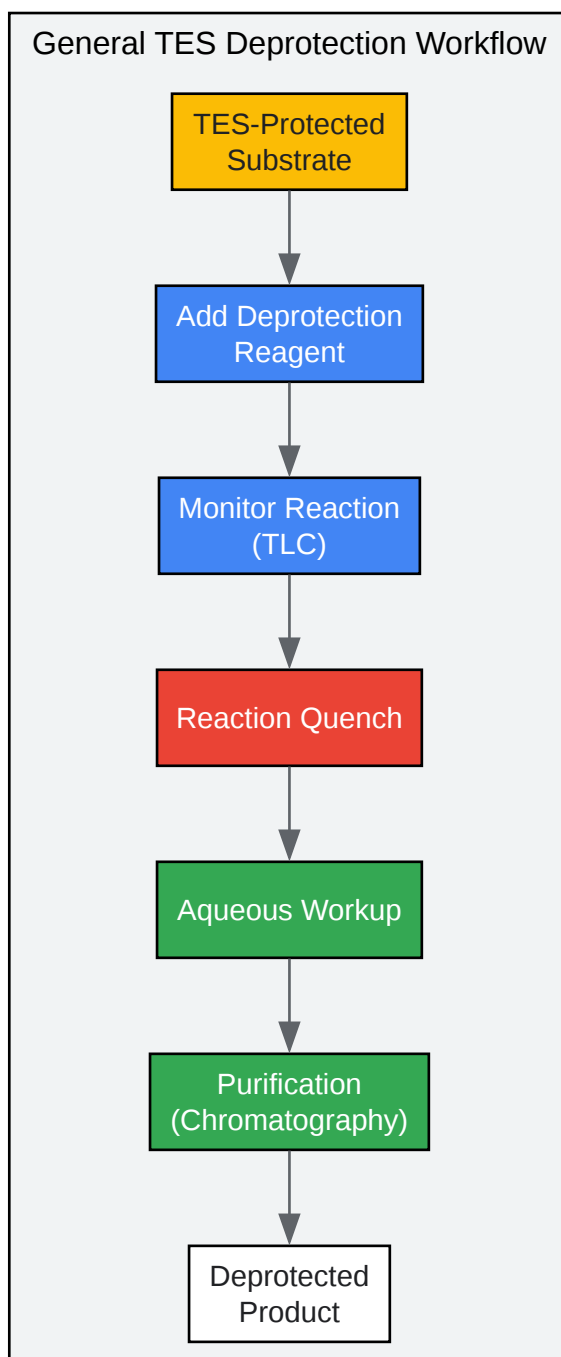 General TES Deprotection Workflow
TES-Protected
Substrate
Add Deprotection
Reagent
Monitor Reaction
(TLC)
Reaction Quench
Aqueous Workup
Purification
(Chromatography)
Deprotected
Product